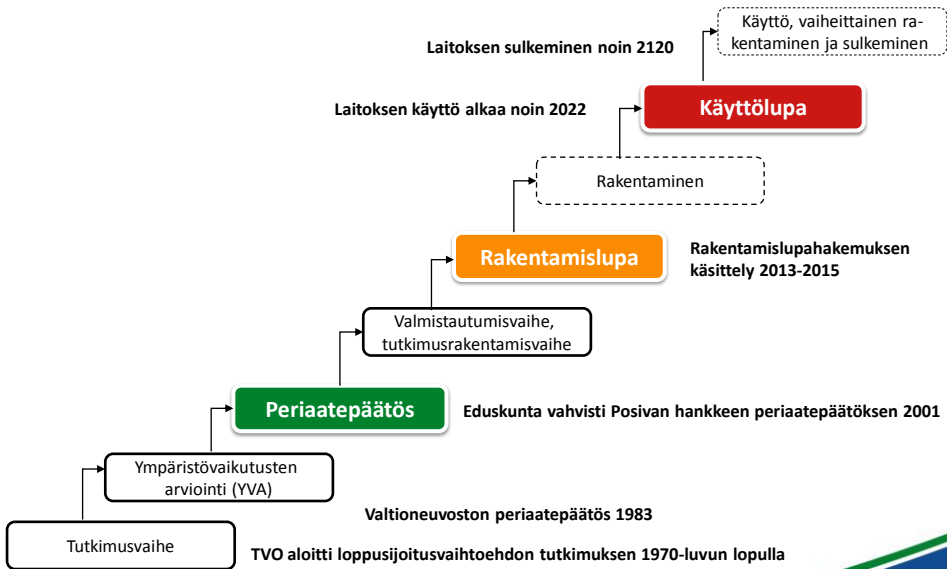 Käyttö, vaiheittainen ra-
kentaminen ja sulkeminen
Laitoksen sulkeminen noin 2120
Laitoksen käyttö alkaa noin 2022
Käyttölupa
Rakentaminen
Rakentamislupa
Rakentamislupahakemuksen
käsittely 2013-2015
Valmistautumisvaihe,
tutkimusrakentamisvaihe
Periaatepäätös
Eduskunta vahvisti Posivan hankkeen periaatepäätöksen 2001
Ympäristövaikutusten
arviointi (YVA)
Valtioneuvoston periaatepäätös 1983
Tutkimusvaihe
TVO aloitti loppusijoitusvaihtoehdon tutkimuksen 1970-luvun lopulla